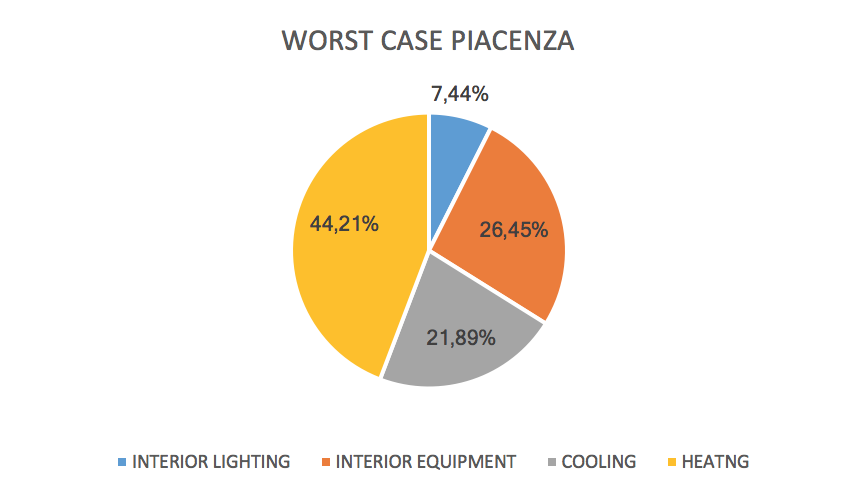 WORST CASE PIACENZA
7,44%
44,21%
26,45%
21,89%
INTERIOR LIGHTING INTERIOR EQUIPMENT COOLING HEATNG